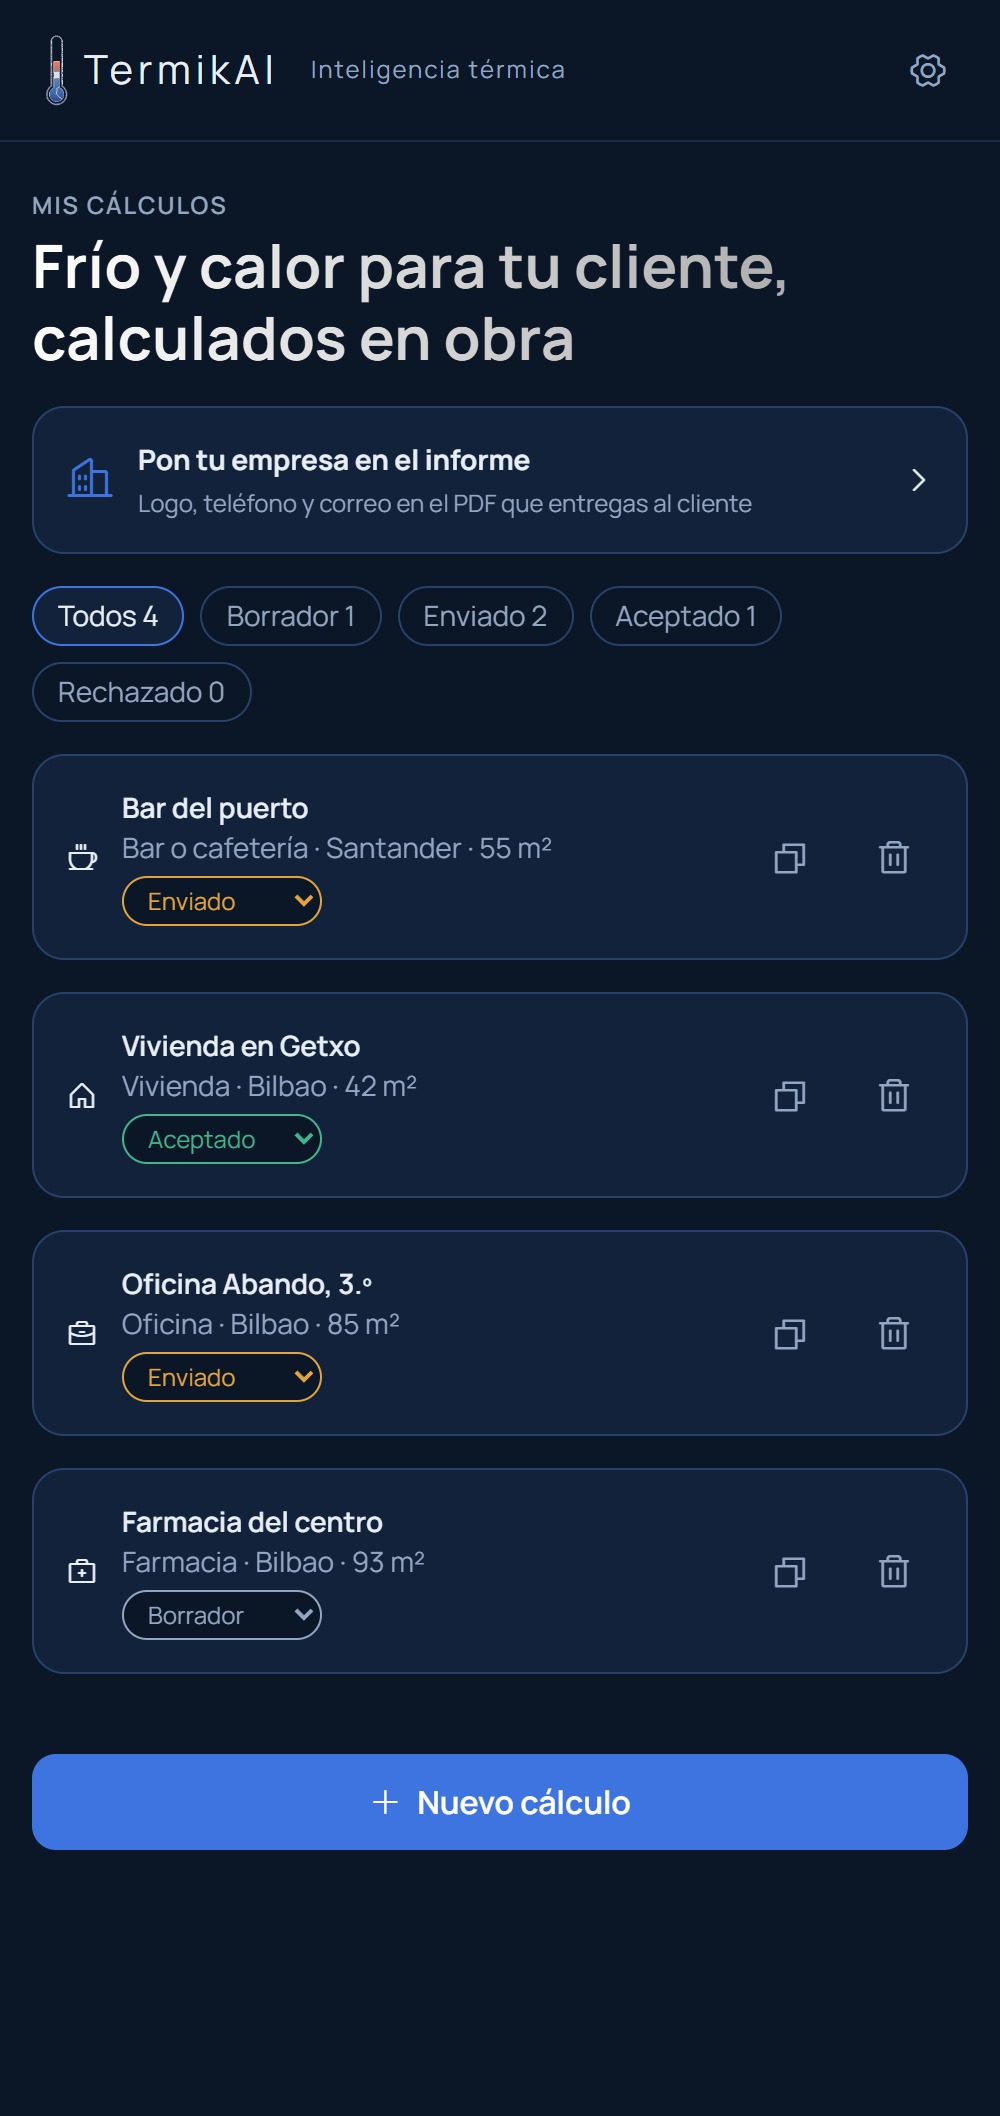 TermikAI Inteligencia térmica
MIS CÁLCULOS
Frío y calor para tu cliente,
calculados en obra
Pon tu empresa en el informe
Logo, teléfono y correo en el PDF que entregas al cliente
Todos 4 Borrador 1 Enviado 2 Aceptado 1
Rechazado 0
Bar del puerto
Bar o cafetería · Santander · 55 m²
Enviado
Vivienda en Getxo
Vivienda · Bilbao · 42 m²
Aceptado
Oficina Abando, 3.º
Oficina · Bilbao · 85 m²
Enviado
Farmacia del centro
Farmacia · Bilbao · 93 m²
Borrador
Nuevo cálculo